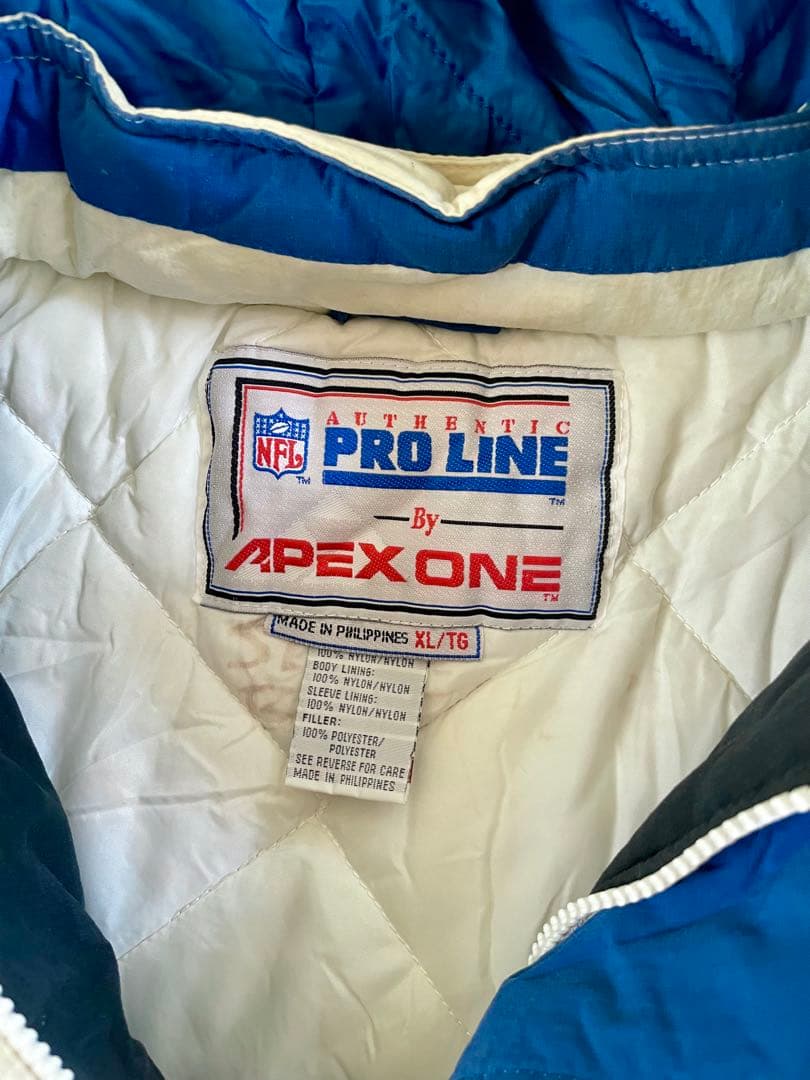 NFL
TM
AUTHENTIC
PRO LINE
TM
By
APEX ONE
TM
MADE IN PHILIPPINES XL/TG
100% NYLON/NYLON
BODY LINING:
100% NYLON/NYLON
SLEEVE LINING:
100% NYLON/NYLON
FILLER:
100% POLYESTER/
POLYESTER
SEE REVERSE FOR CARE
MADE IN PHILIPPINES